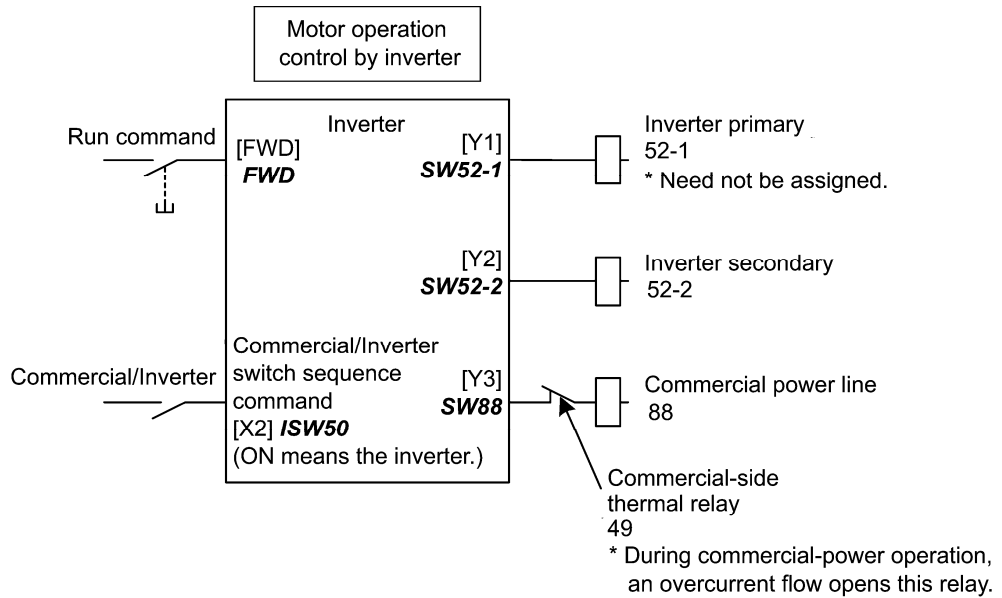 Motor operation
control by inverter
Run command
Inverter
[FWD]
FWD
[Y1]
SW52-1
Inverter primary
52-1
* Need not be assigned.
[Y2]
SW52-2
Inverter secondary
52-2
Commercial/Inverter
Commercial/Inverter
switch sequence
command
[X2] ISW50
(ON means the inverter.)
[Y3]
SW88
Commercial power line
88
Commercial-side
thermal relay
49
* During commercial-power operation,
an overcurrent flow opens this relay.